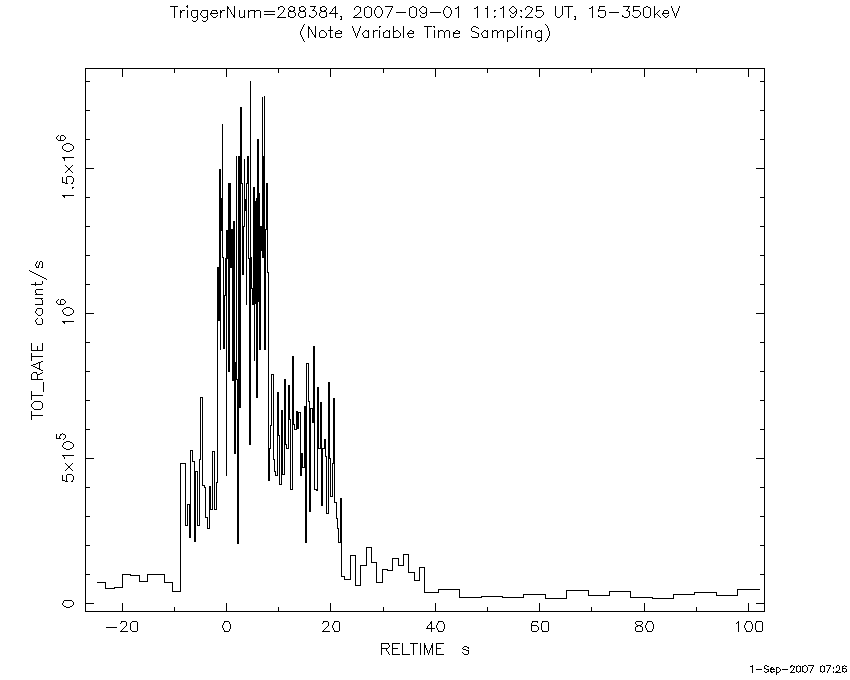 TriggerNum=288384, 2007-09-01 11:19:25 UT, 15-350keV
(Note Variable Time Sampling)
TOT_RATE count/s
1.5×10⁶
10⁶
5×10⁵
0
-20 0 20 40 60 80 100
RELTIME s
1-Sep-2007 07:26